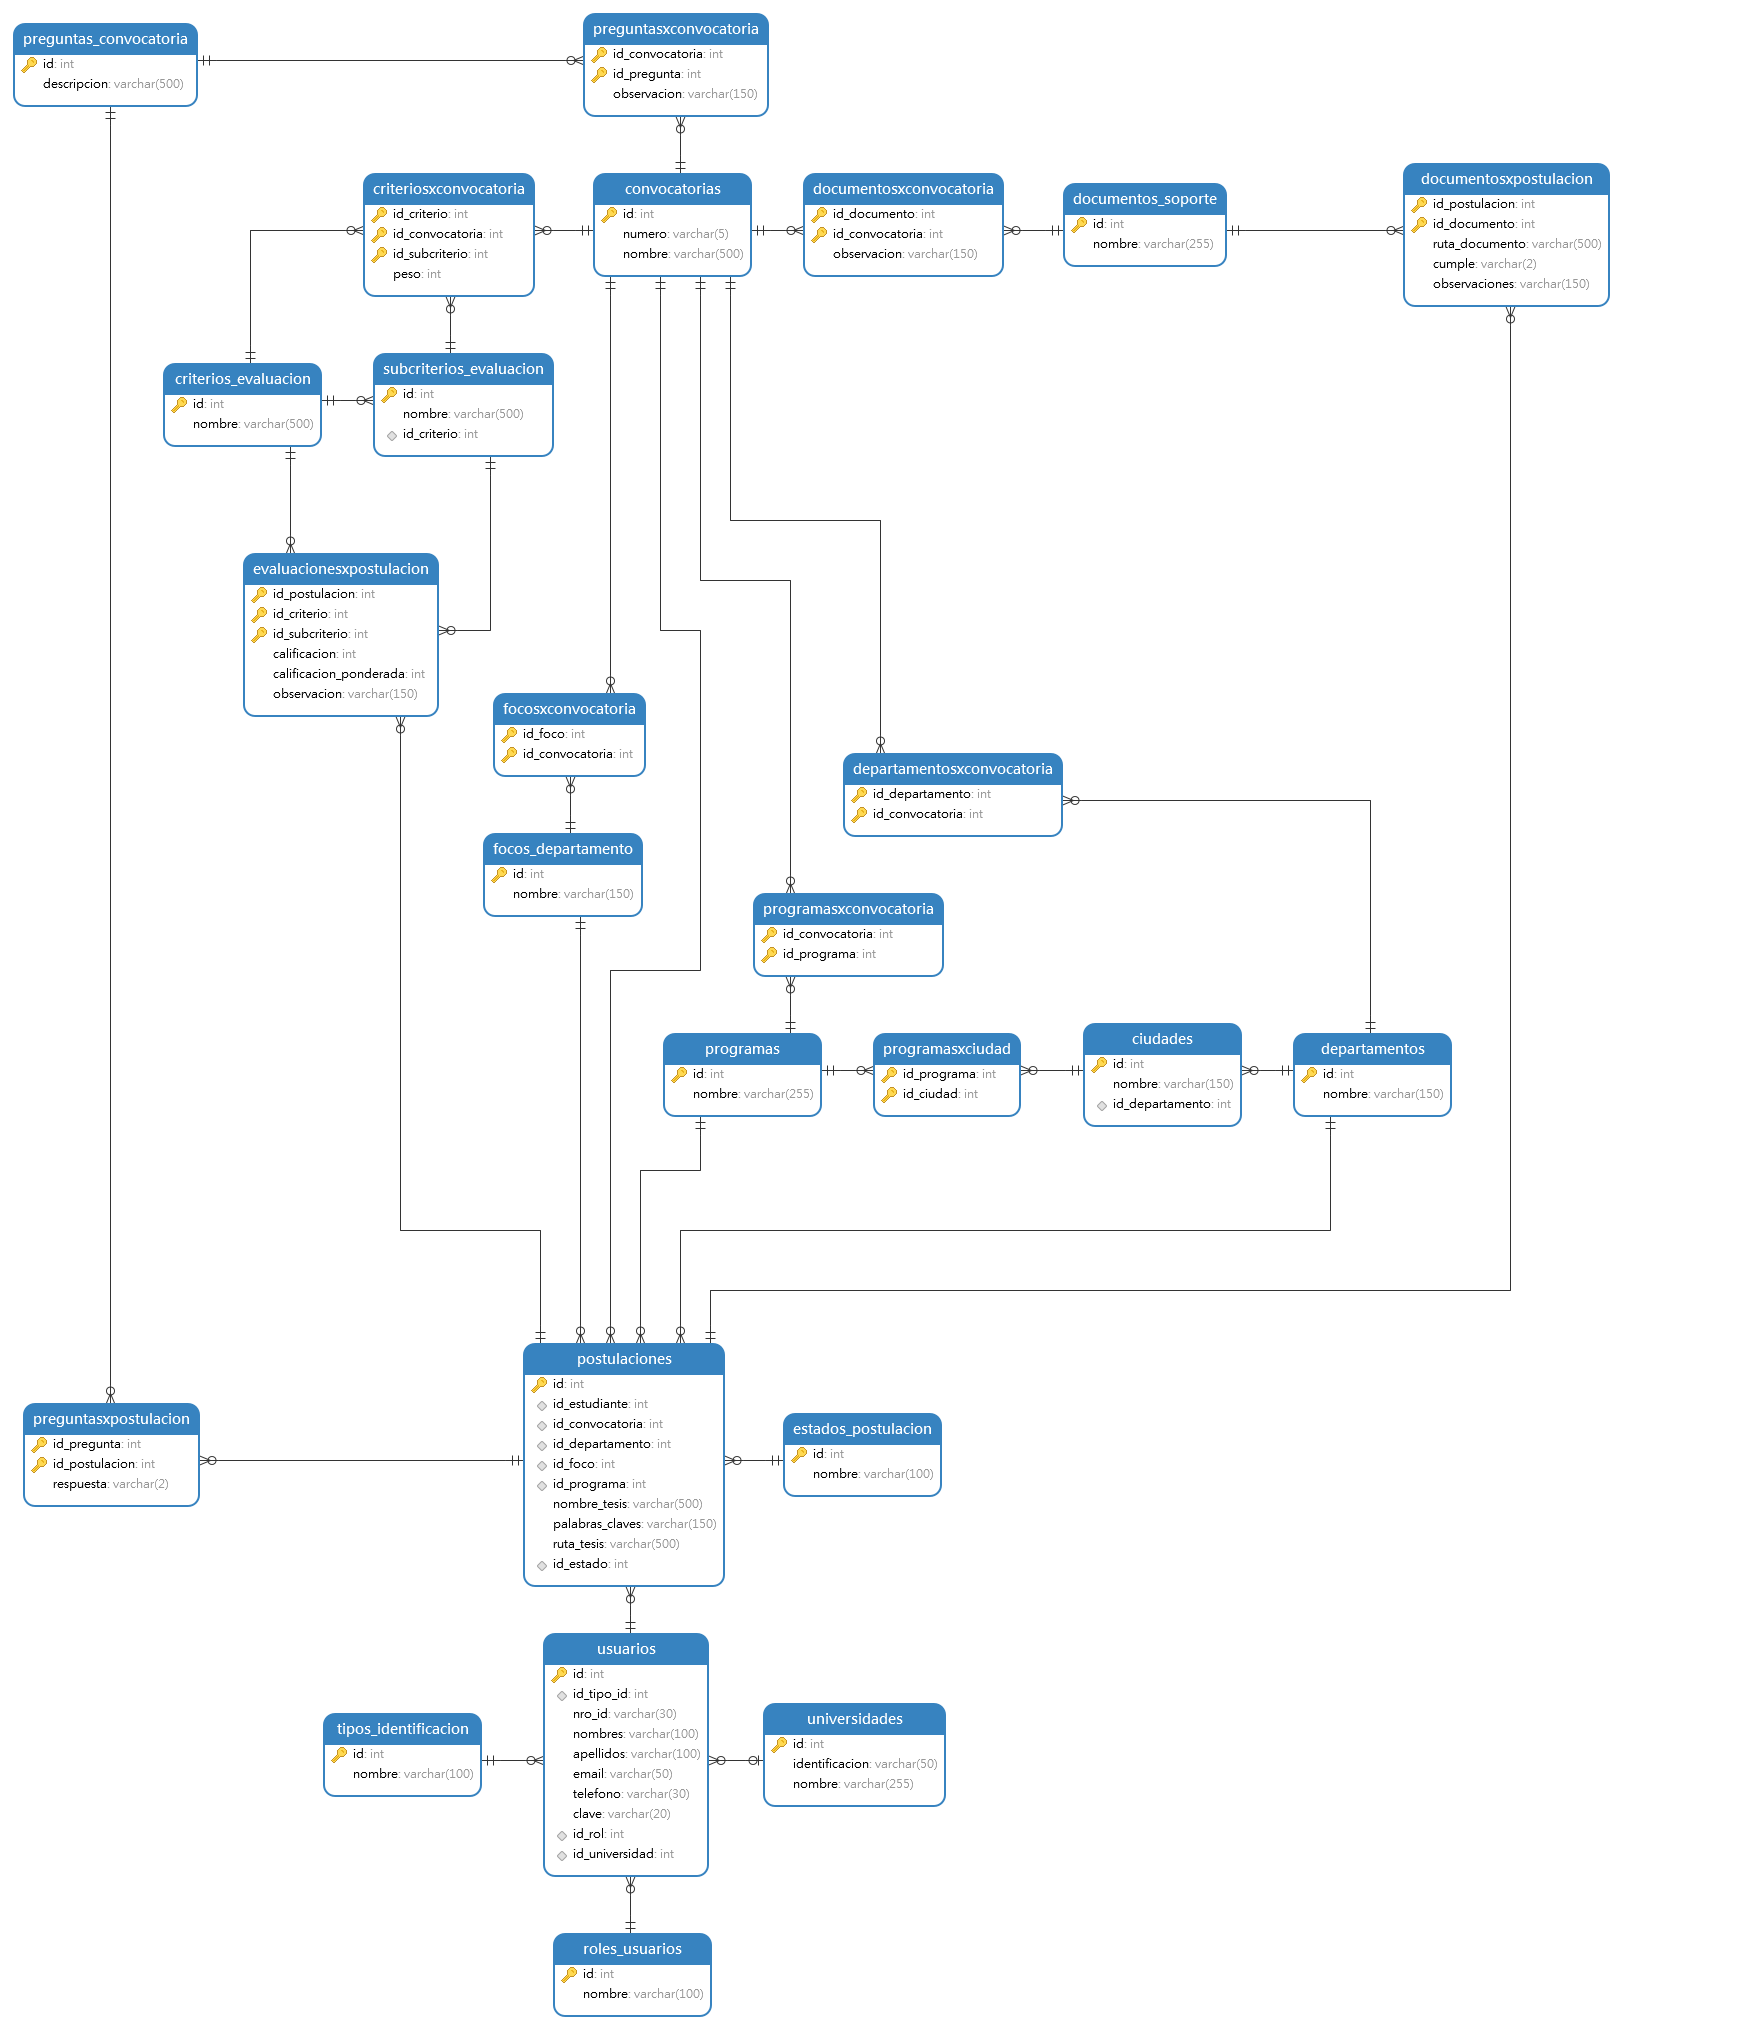 preguntas_convocatoria
id: int
descripcion: varchar(500)
preguntasxconvocatoria
id_convocatoria: int
id_pregunta: int
observacion: varchar(150)
criteriosxconvocatoria
id_criterio: int
id_convocatoria: int
id_subcriterio: int
peso: int
convocatorias
id: int
numero: varchar(5)
nombre: varchar(500)
documentosxconvocatoria
id_documento: int
id_convocatoria: int
observacion: varchar(150)
documentos_soporte
id: int
nombre: varchar(255)
documentosxpostulacion
id_postulacion: int
id_documento: int
ruta_documento: varchar(500)
cumple: varchar(2)
observaciones: varchar(150)
criterios_evaluacion
id: int
nombre: varchar(500)
subcriterios_evaluacion
id: int
nombre: varchar(500)
id_criterio: int
evaluacionesxpostulacion
id_postulacion: int
id_criterio: int
id_subcriterio: int
calificacion: int
calificacion_ponderada: int
observacion: varchar(150)
focosxconvocatoria
id_foco: int
id_convocatoria: int
departamentosxconvocatoria
id_departamento: int
id_convocatoria: int
focos_departamento
id: int
nombre: varchar(150)
programasxconvocatoria
id_convocatoria: int
id_programa: int
programas
id: int
nombre: varchar(255)
programasxciudad
id_programa: int
id_ciudad: int
ciudades
id: int
nombre: varchar(150)
id_departamento: int
departamentos
id: int
nombre: varchar(150)
postulaciones
id: int
id_estudiante: int
id_convocatoria: int
id_departamento: int
id_foco: int
id_programa: int
nombre_tesis: varchar(500)
palabras_claves: varchar(150)
ruta_tesis: varchar(500)
id_estado: int
preguntasxpostulacion
id_pregunta: int
id_postulacion: int
respuesta: varchar(2)
estados_postulacion
id: int
nombre: varchar(100)
usuarios
id: int
id_tipo_id: int
nro_id: varchar(30)
nombres: varchar(100)
apellidos: varchar(100)
email: varchar(50)
telefono: varchar(30)
clave: varchar(20)
id_rol: int
id_universidad: int
tipos_identificacion
id: int
nombre: varchar(100)
universidades
id: int
identificacion: varchar(50)
nombre: varchar(255)
roles_usuarios
id: int
nombre: varchar(100)